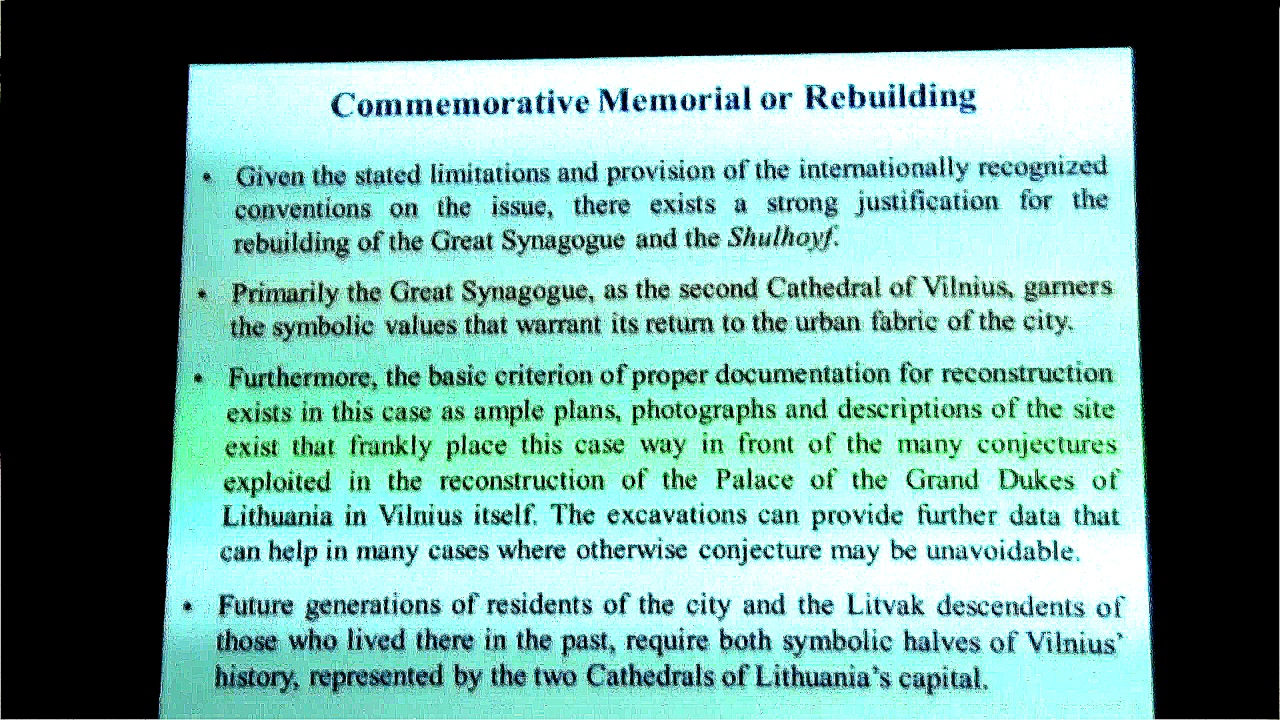 Commemorative Memorial or Rebuilding
• Given the stated limitations and provision of the internationally recognized
conventions on the issue, there exists a strong justification for the
rebuilding of the Great Synagogue and the Shulhoyf.
• Primarily the Great Synagogue, as the second Cathedral of Vilnius, garners
the symbolic values that warrant its return to the urban fabric of the city.
• Furthermore, the basic criterion of proper documentation for reconstruction
exists in this case as ample plans, photographs and descriptions of the site
exist that frankly place this case way in front of the many conjectures
exploited in the reconstruction of the Palace of the Grand Dukes of
Lithuania in Vilnius itself. The excavations can provide further data that
can help in many cases where otherwise conjecture may be unavoidable.
• Future generations of residents of the city and the Litvak descendents of
those who lived there in the past, require both symbolic halves of Vilnius’
history, represented by the two Cathedrals of Lithuania’s capital.